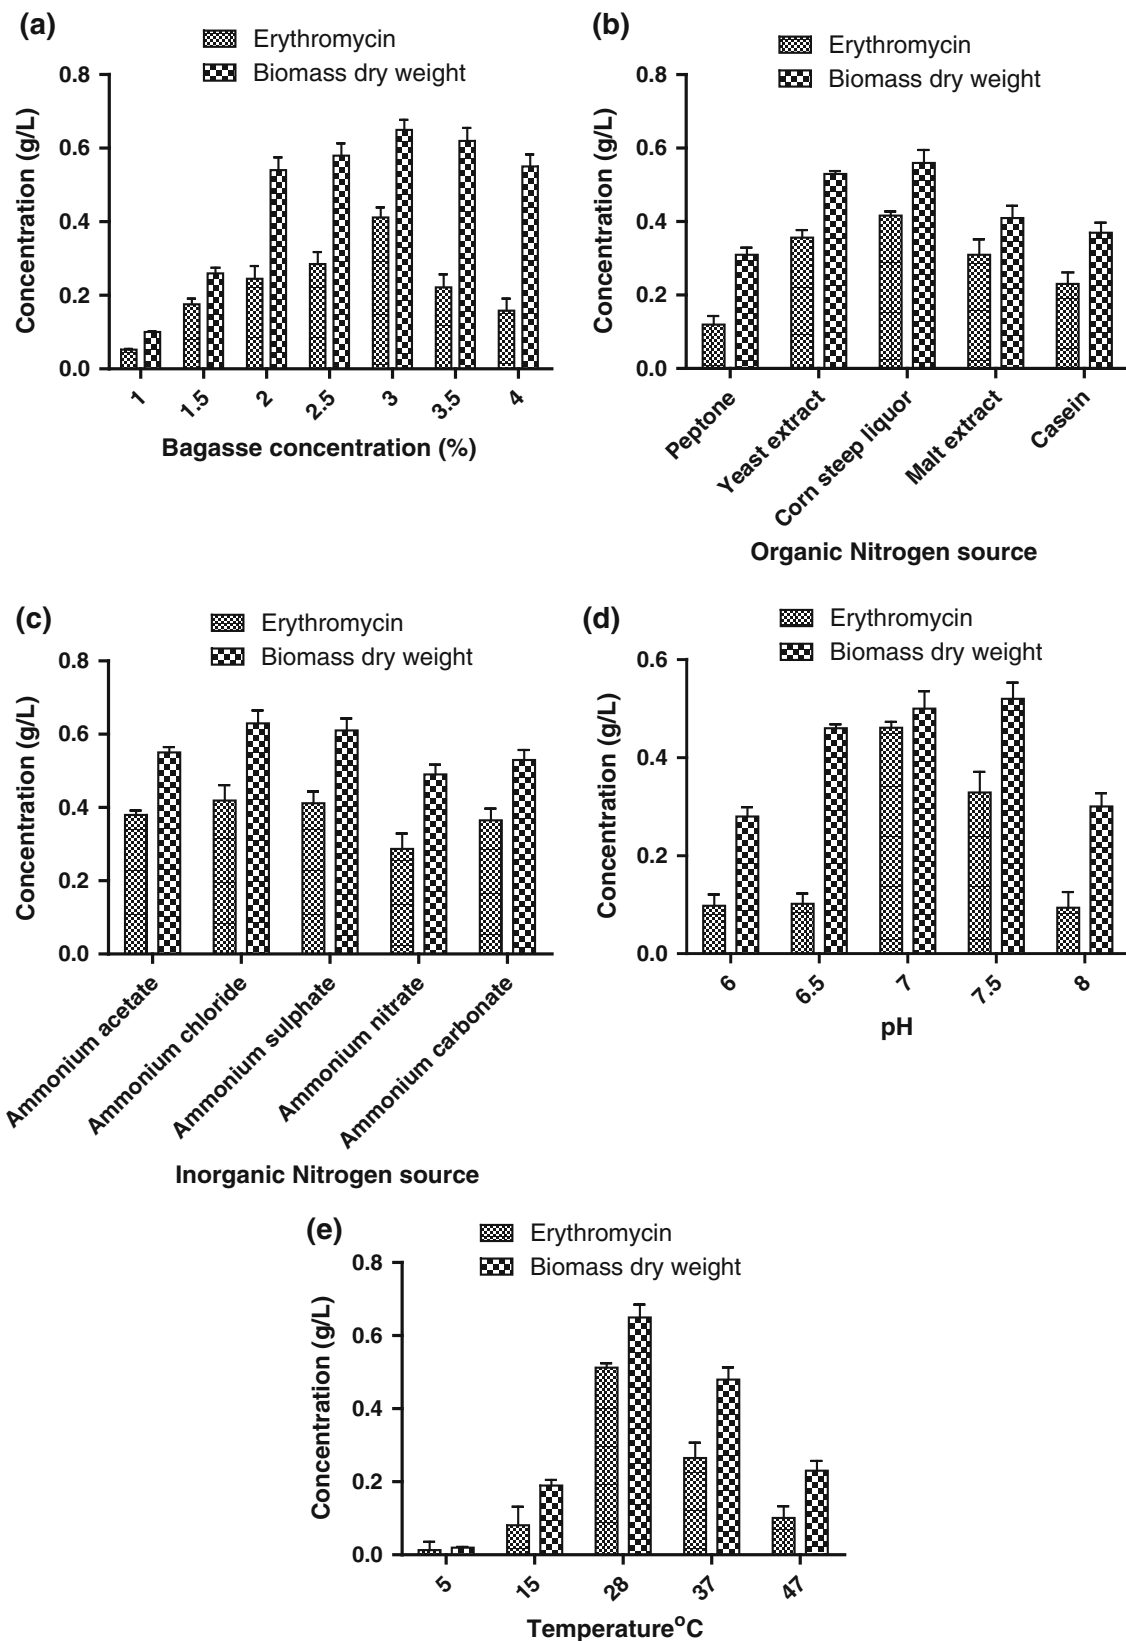 (a)
Erythromycin
Biomass dry weight
Concentration (g/L)
0.8
0.6
0.4
0.2
0.0
1 1.5 2 2.5 3 3.5 4
Bagasse concentration (%)
(b)
Erythromycin
Biomass dry weight
Concentration (g/L)
0.8
0.6
0.4
0.2
0.0
Peptone
Yeast extract
Corn steep liquor
Malt extract
Casein
Organic Nitrogen source
(c)
Erythromycin
Biomass dry weight
Concentration (g/L)
0.8
0.6
0.4
0.2
0.0
Ammonium acetate
Ammonium chloride
Ammonium sulphate
Ammonium nitrate
Ammonium carbonate
Inorganic Nitrogen source
(d)
Erythromycin
Biomass dry weight
Concentration (g/L)
0.6
0.4
0.2
0.0
6 6.5 7 7.5 8
pH
(e)
Erythromycin
Biomass dry weight
Concentration (g/L)
0.8
0.6
0.4
0.2
0.0
5 15 28 37 47
Temperature°C